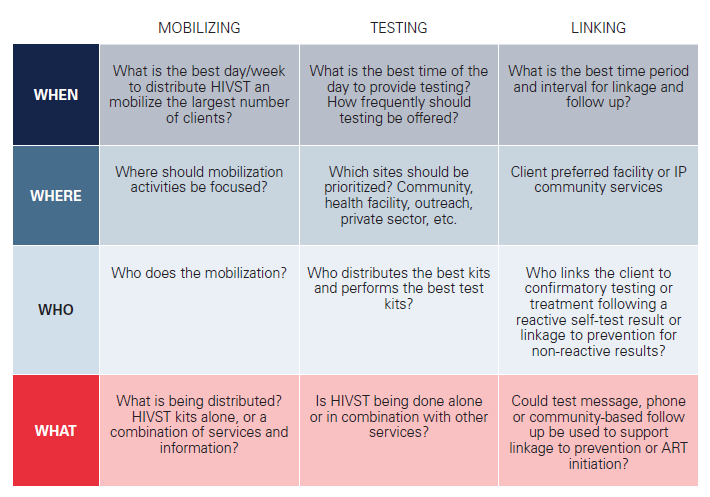 MOBILIZING
TESTING
LINKING
WHEN
What is the best day/week
to distribute HIVST an
mobilize the largest number
of clients?
What is the best time of the
day to provide testing?
How frequently should
testing be offered?
What is the best time period
and interval for linkage and
follow up?
WHERE
Where should mobilization
activities be focused?
Which sites should be
prioritized? Community,
health facility, outreach,
private sector, etc.
Client preferred facility or IP
community services
WHO
Who does the mobilization?
Who distributes the best kits
and performs the best test
kits?
Who links the client to
confirmatory testing or
treatment following a
reactive self-test result or
linkage to prevention for
non-reactive results?
WHAT
What is being distributed?
HIVST kits alone, or a
combination of services and
information?
Is HIVST being done alone
or in combination with other
services?
Could test message, phone
or community-based follow
up be used to support
linkage to prevention or ART
initiation?